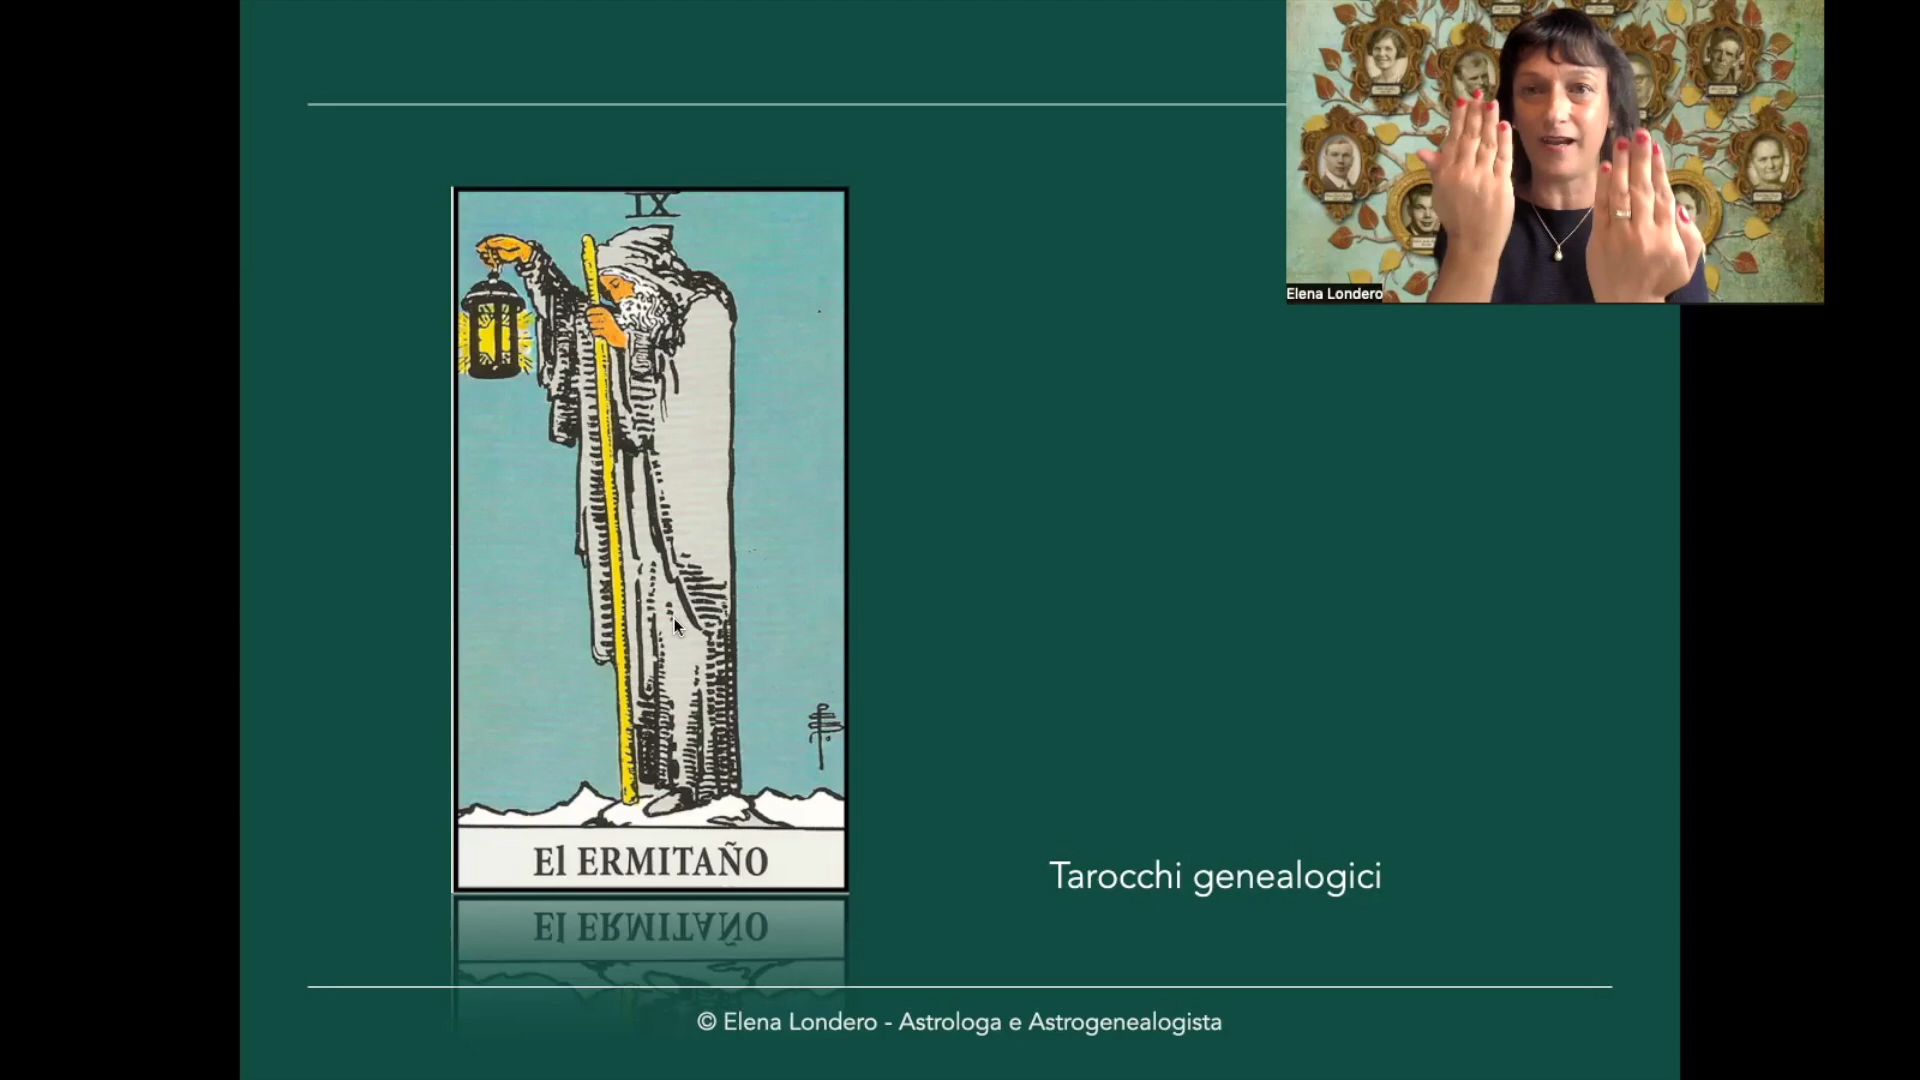 Elena Londero
IX
El ERMITAÑO
El ERMITAÑO
Tarocchi genealogici
© Elena Londero - Astrologa e Astrogenealogista